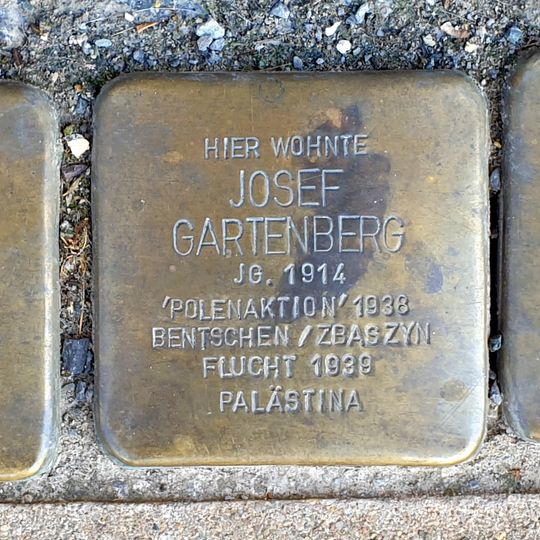 HIER WOHNTE
JOSEF
GARTENBERG
JG. 1914
'POLENAKTION' 1938
BENTSCHEN / ZBASZYN
FLUCHT 1939
PALÄSTINA